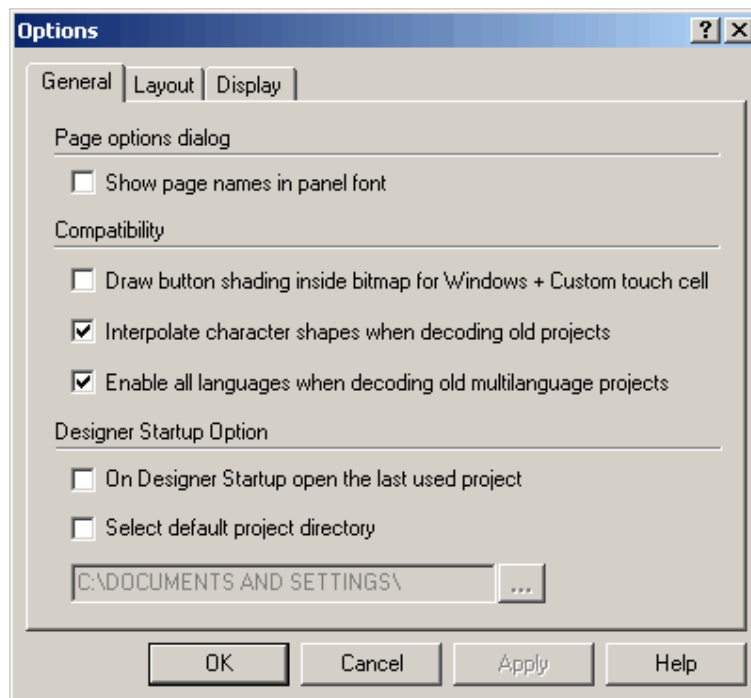 Options
General Layout Display
Page options dialog
Show page names in panel font
Compatibility
Draw button shading inside bitmap for Windows + Custom touch cell
Interpolate character shapes when decoding old projects
Enable all languages when decoding old multilanguage projects
Designer Startup Option
On Designer Startup open the last used project
Select default project directory
C:\DOCUMENTS AND SETTINGS\ ...
OK Cancel Apply Help